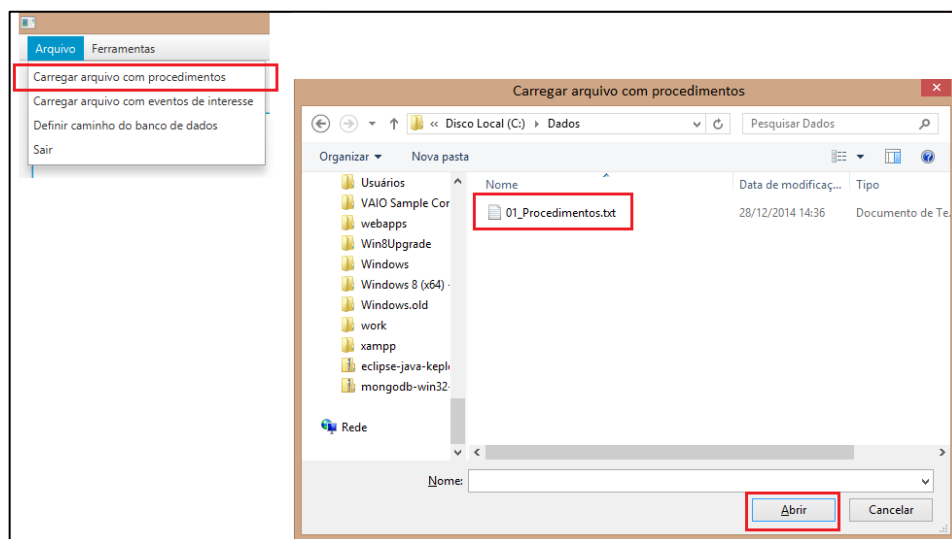 Arquivo Ferramentas
Carregar arquivo com procedimentos
Carregar arquivo com eventos de interesse
Definir caminho do banco de dados
Sair
Carregar arquivo com procedimentos
« Disco Local (C:) Dados
Pesquisar Dados
Organizar Nova pasta
Usuários
VAIO Sample Cor
webapps
Win8Upgrade
Windows
Windows 8 (x64) -
Windows.old
work
xampp
eclipse-java-keple
mongodb-win32-
Rede
Nome Data de modificaç... Tipo
01_Procedimentos.txt 28/12/2014 14:36 Documento de Te.
Nome:
Abrir Cancelar